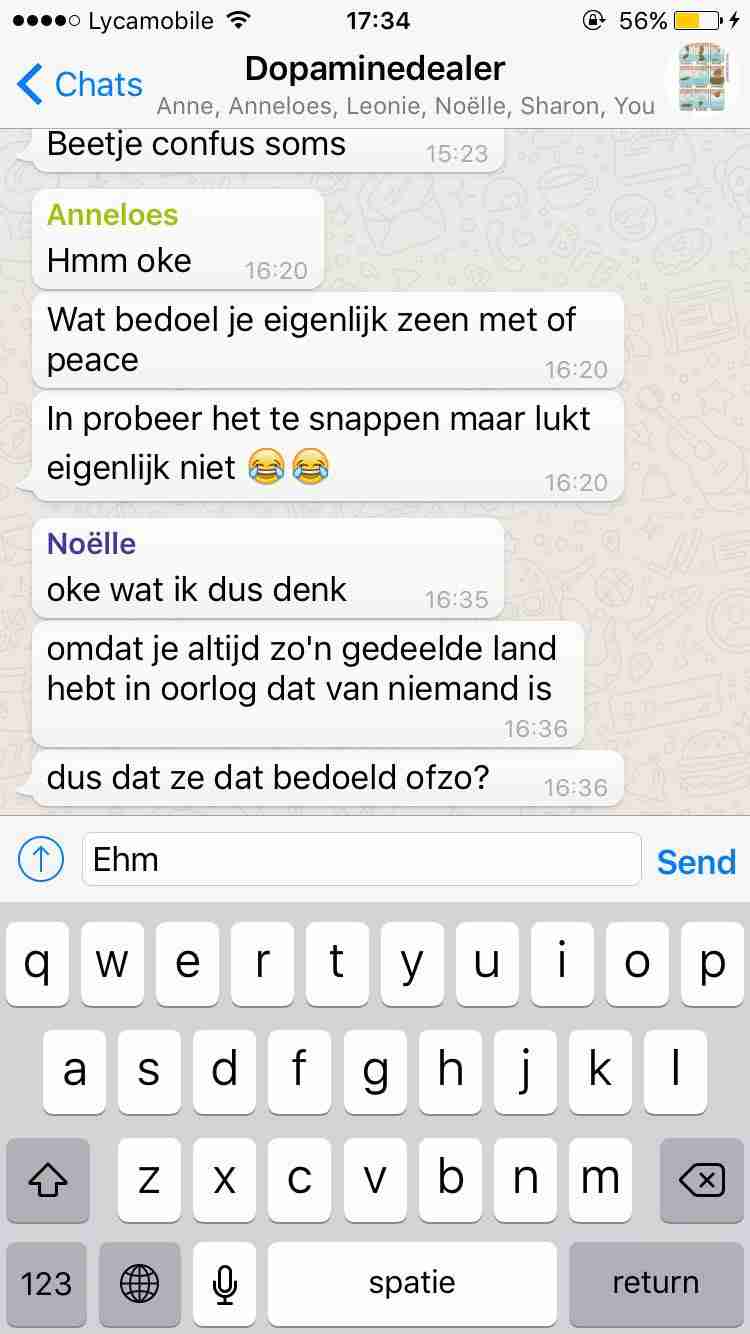 Lycamobile 17:34 56%
Chats
Dopaminedealer
Anne, Anneloes, Leonie, Noëlle, Sharon, You
Beetje confus soms 15:23
Anneloes
Hmm oke 16:20
Wat bedoel je eigenlijk zeen met of
peace 16:20
In probeer het te snappen maar lukt
eigenlijk niet 😂😂 16:20
Noëlle
oke wat ik dus denk 16:35
omdat je altijd zo'n gedeelde land
hebt in oorlog dat van niemand is
16:36
dus dat ze dat bedoeld ofzo? 16:36
Ehm Send
q w e r t y u i o p
a s d f g h j k l
z x c v b n m
123 spatie return